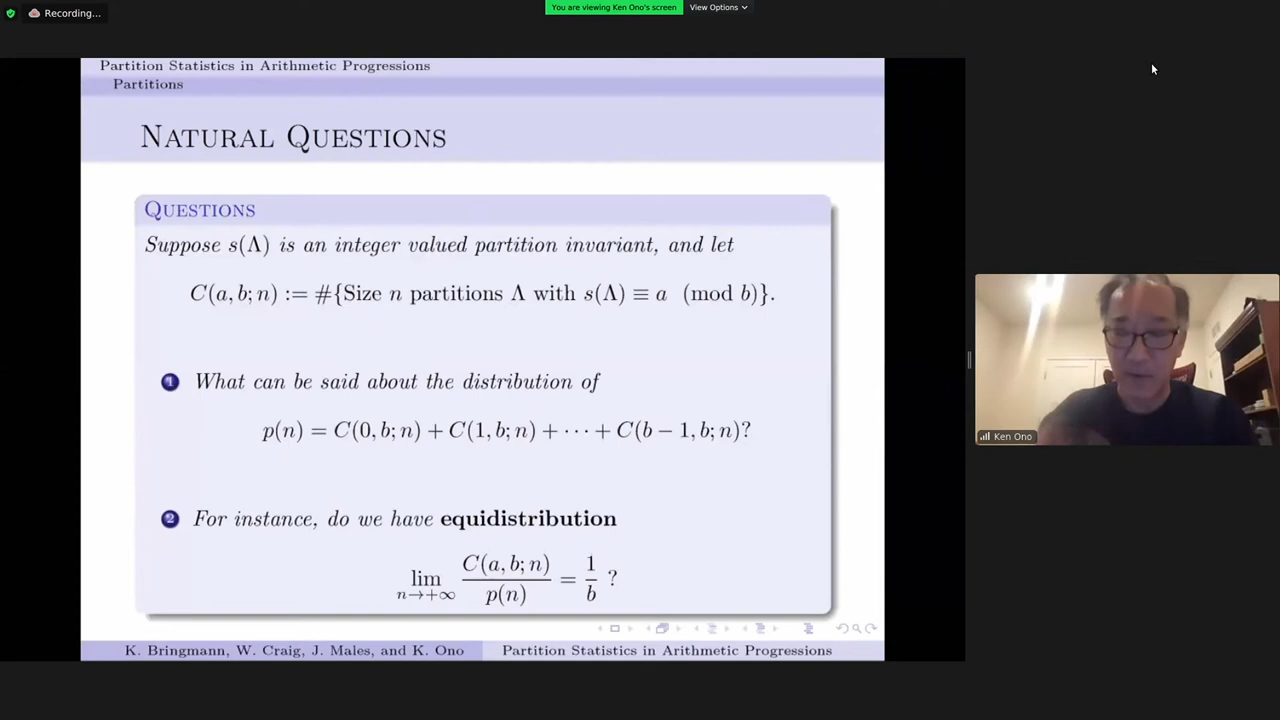 Recording...
You are viewing Ken Ono's screen
View Options
Partition Statistics in Arithmetic Progressions
Partitions
Natural Questions
Questions
Suppose s(Λ) is an integer valued partition invariant, and let
C(a, b; n) := #{Size n partitions Λ with s(Λ) ≡ a (mod b)}.
1 What can be said about the distribution of
p(n) = C(0, b; n) + C(1, b; n) + ··· + C(b − 1, b; n)?
2 For instance, do we have equidistribution
lim n→+∞ C(a, b; n) / p(n) = 1 / b ?
Ken Ono
K. Bringmann, W. Craig, J. Males, and K. Ono
Partition Statistics in Arithmetic Progressions